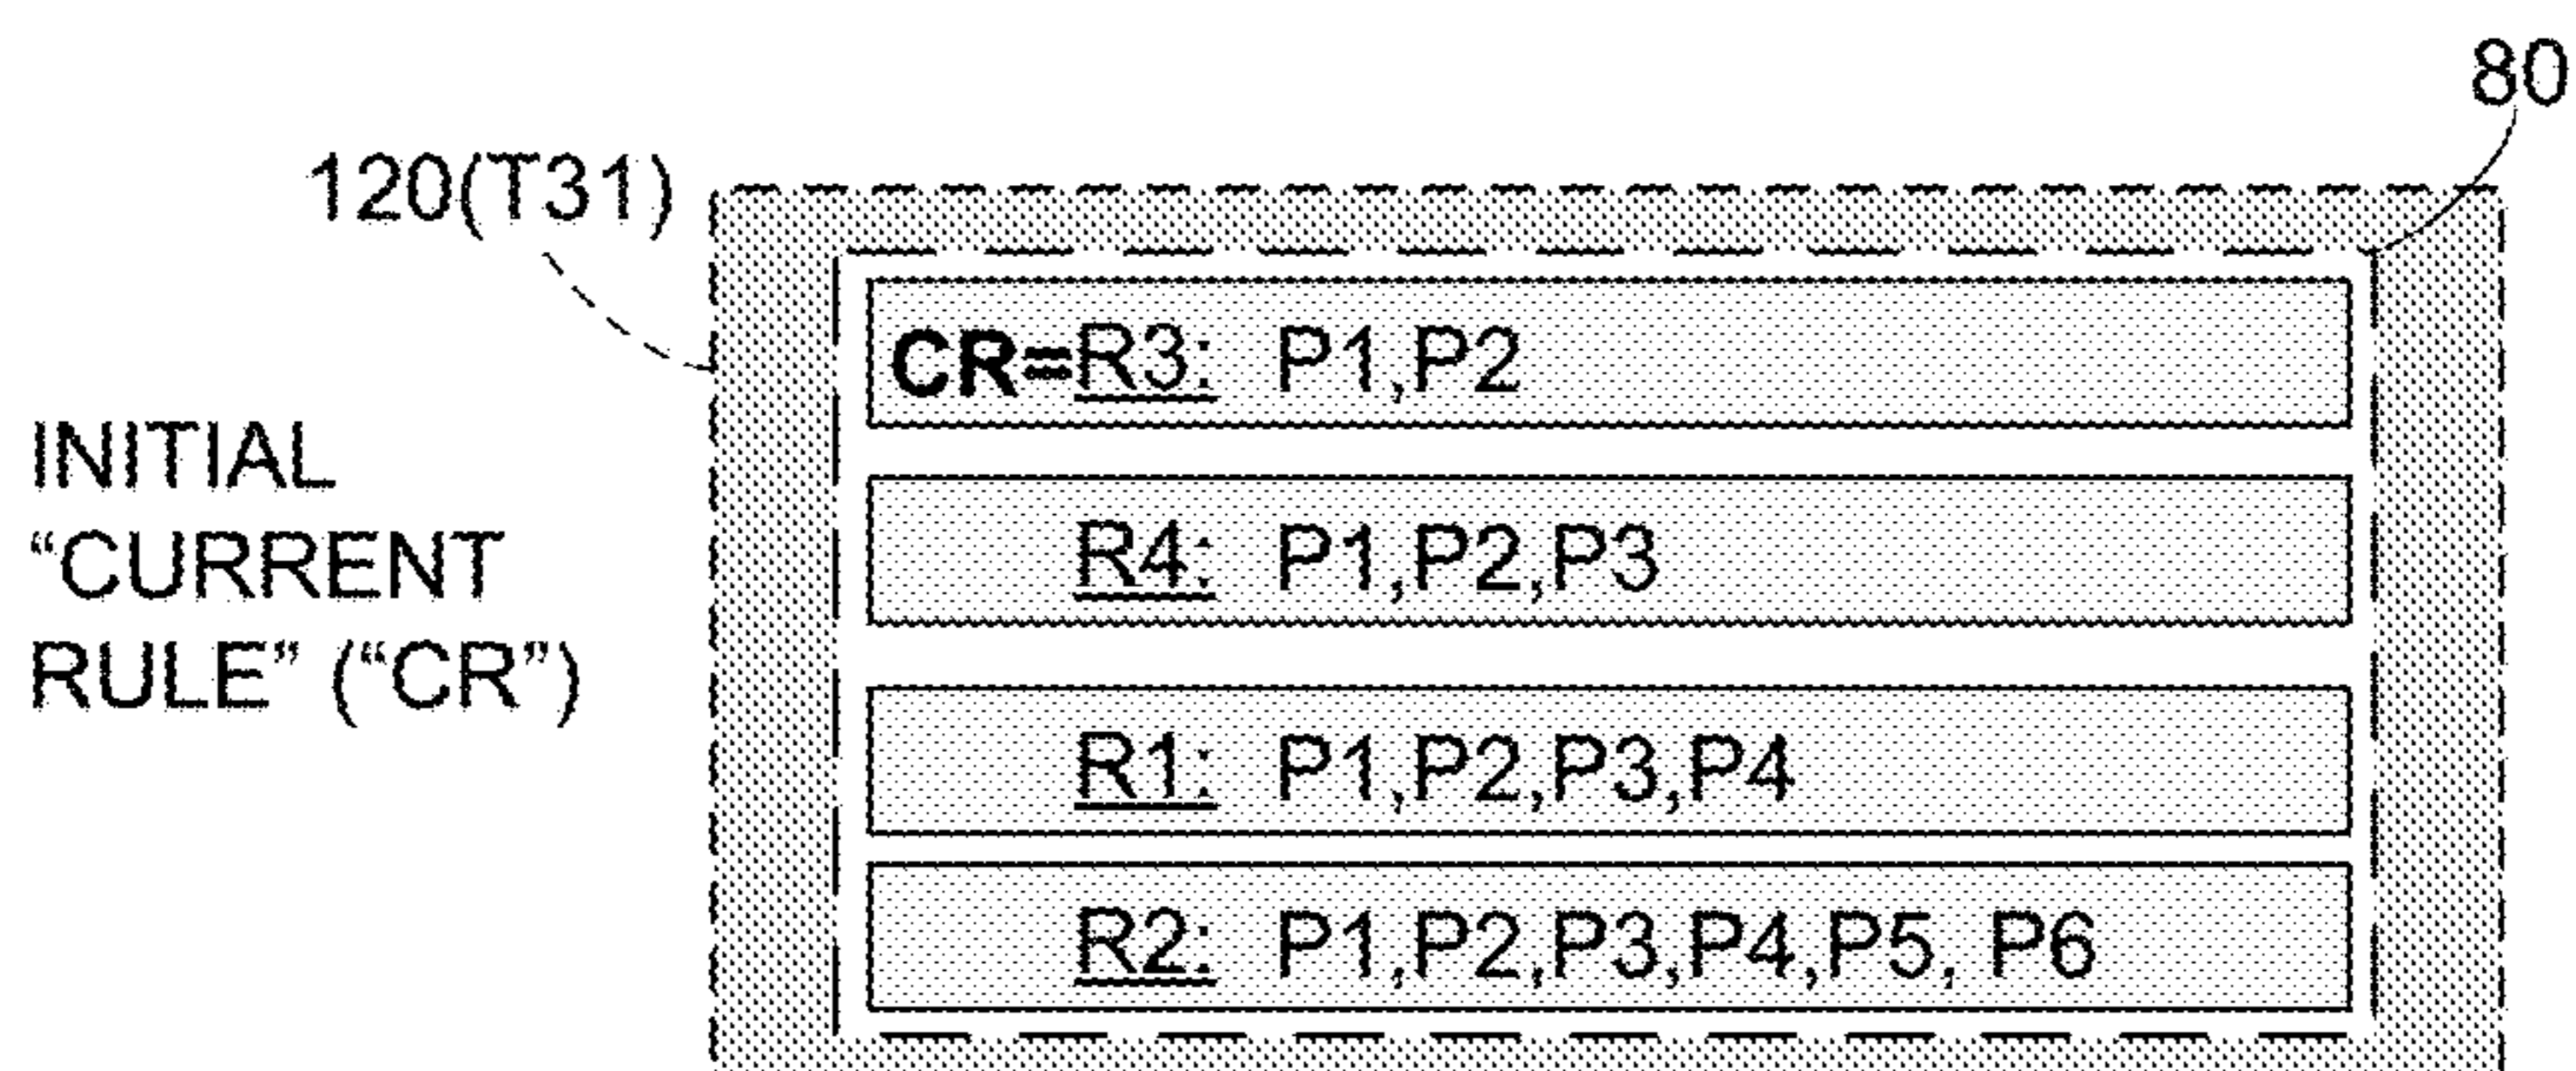 80
120(T31)
CR=R3: P1,P2
INITIAL
“CURRENT
RULE” (“CR”)
R4: P1,P2,P3
R1: P1,P2,P3,P4
R2: P1,P2,P3,P4,P5, P6